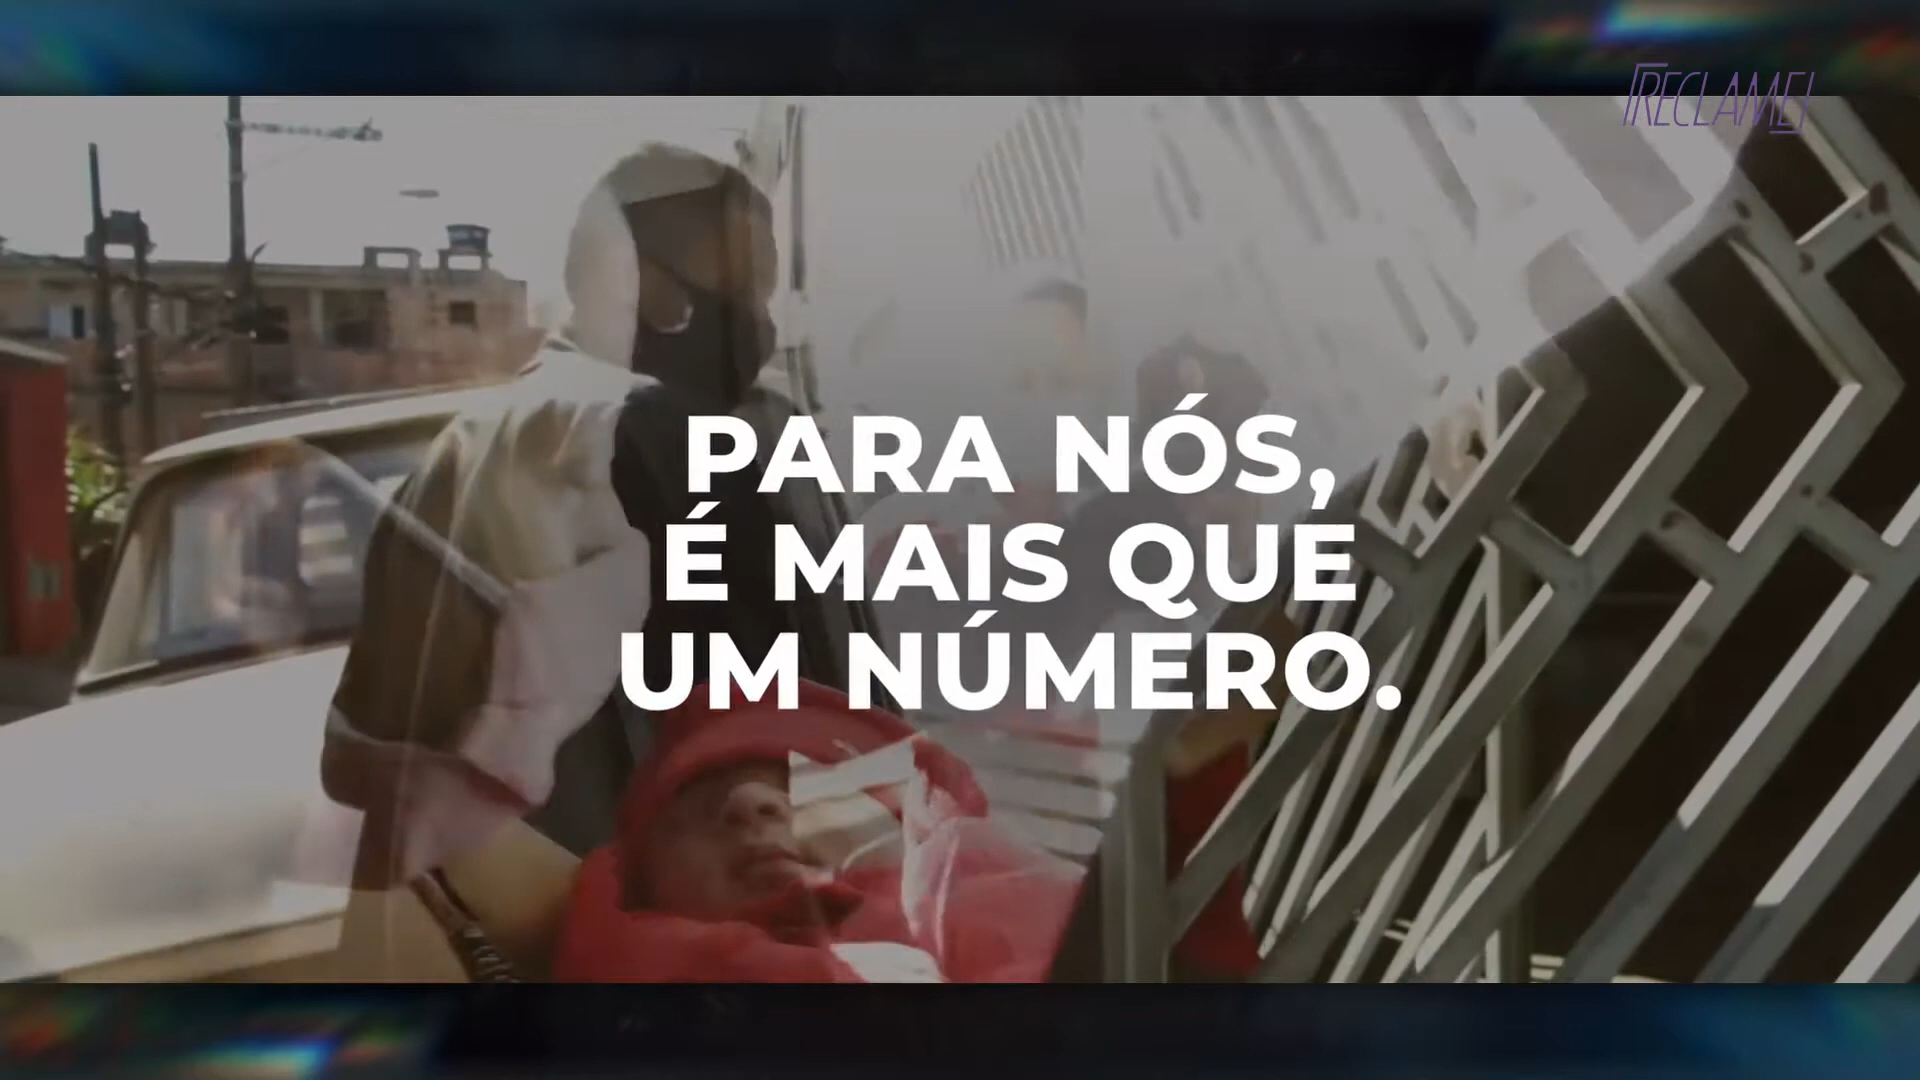 RECLAME
PARA NÓS,
É MAIS QUE
UM NÚMERO.